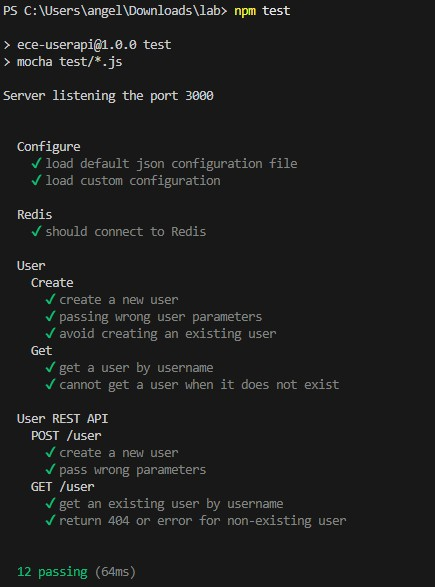 PS C:\Users\angel\Downloads\lab> npm test
> ece-userapi@1.0.0 test
> mocha test/*.js
Server listening the port 3000
Configure
✓ load default json configuration file
✓ load custom configuration
Redis
✓ should connect to Redis
User
Create
✓ create a new user
✓ passing wrong user parameters
✓ avoid creating an existing user
Get
✓ get a user by username
✓ cannot get a user when it does not exist
User REST API
POST /user
✓ create a new user
✓ pass wrong parameters
GET /user
✓ get an existing user by username
✓ return 404 or error for non-existing user
12 passing (64ms)